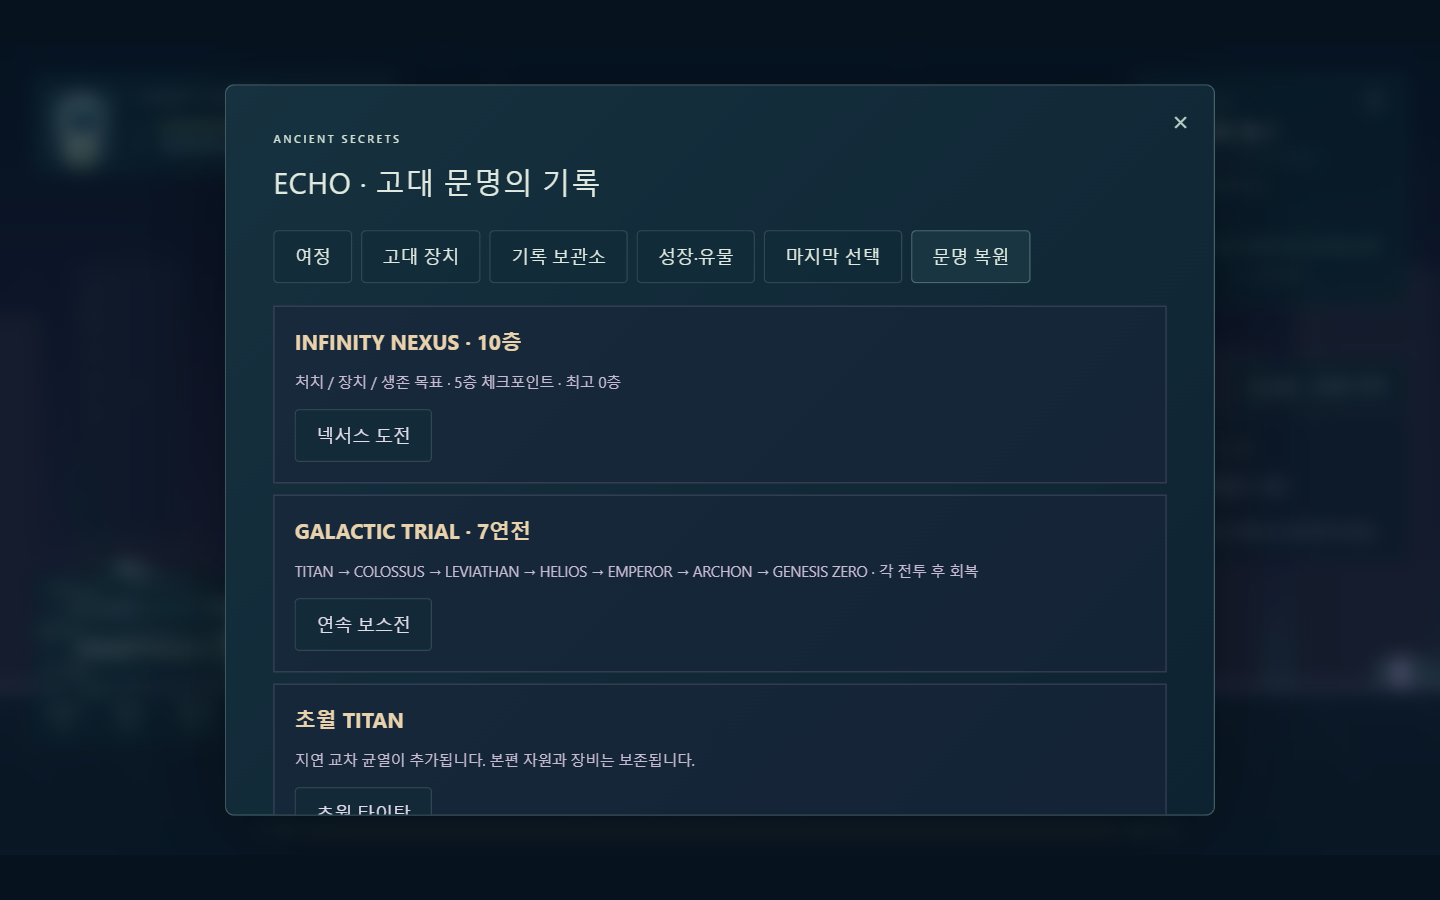 ANCIENT SECRETS
ECHO · 고대 문명의 기록
여정
고대 장치
기록 보관소
성장·유물
마지막 선택
문명 복원
INFINITY NEXUS · 10층
처치 / 장치 / 생존 목표 · 5층 체크포인트 · 최고 0층
넥서스 도전
GALACTIC TRIAL · 7연전
TITAN → COLOSSUS → LEVIATHAN → HELIOS → EMPEROR → ARCHON → GENESIS ZERO · 각 전투 후 회복
연속 보스전
초월 TITAN
지연 교차 균열이 추가됩니다. 본편 자원과 장비는 보존됩니다.
초월 타이탄